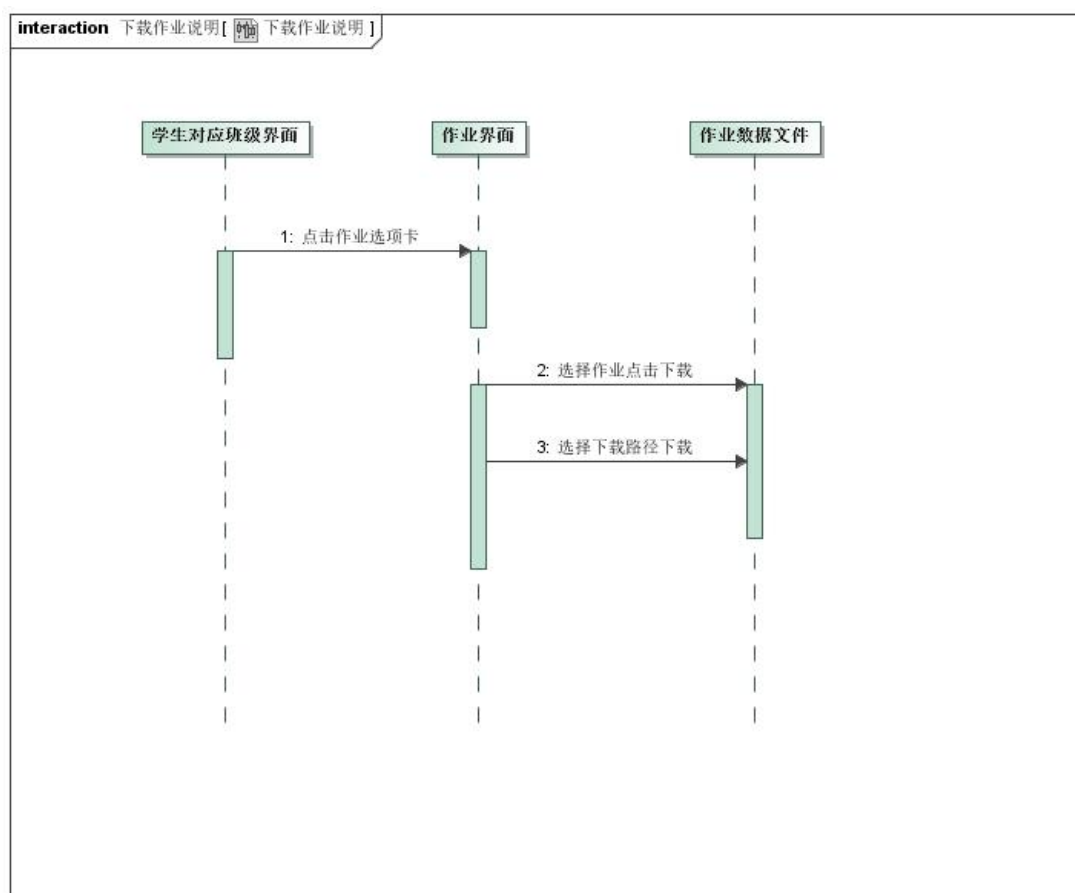 interaction 下载作业说明[ 下载作业说明 ]
学生对应班级界面 作业界面 作业数据文件
1: 点击作业选项卡
2: 选择作业点击下载
3: 选择下载路径下载